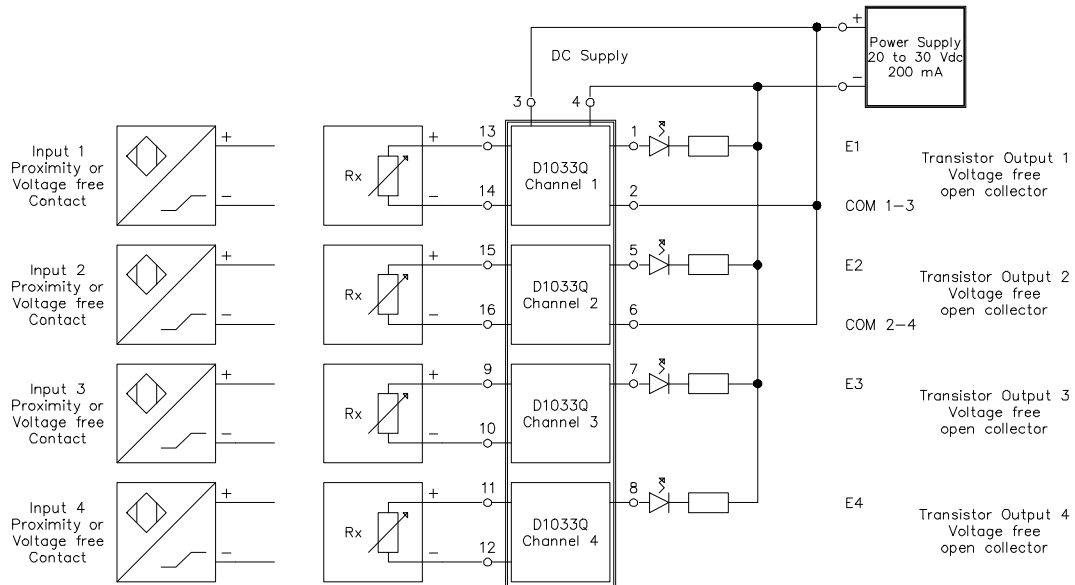 +
Power Supply
20 to 30 Vdc
200 mA
−
DC Supply
3
4
Input 1
Proximity or
Voltage free
Contact
+
−
Rx
+
−
13
14
D1033Q
Channel 1
1
2
E1
COM 1−3
Transistor Output 1
Voltage free
open collector
Input 2
Proximity or
Voltage free
Contact
+
−
Rx
+
−
15
16
D1033Q
Channel 2
5
6
E2
COM 2−4
Transistor Output 2
Voltage free
open collector
Input 3
Proximity or
Voltage free
Contact
+
−
Rx
+
−
9
10
D1033Q
Channel 3
7
E3
Transistor Output 3
Voltage free
open collector
Input 4
Proximity or
Voltage free
Contact
+
−
Rx
+
−
11
12
D1033Q
Channel 4
8
E4
Transistor Output 4
Voltage free
open collector